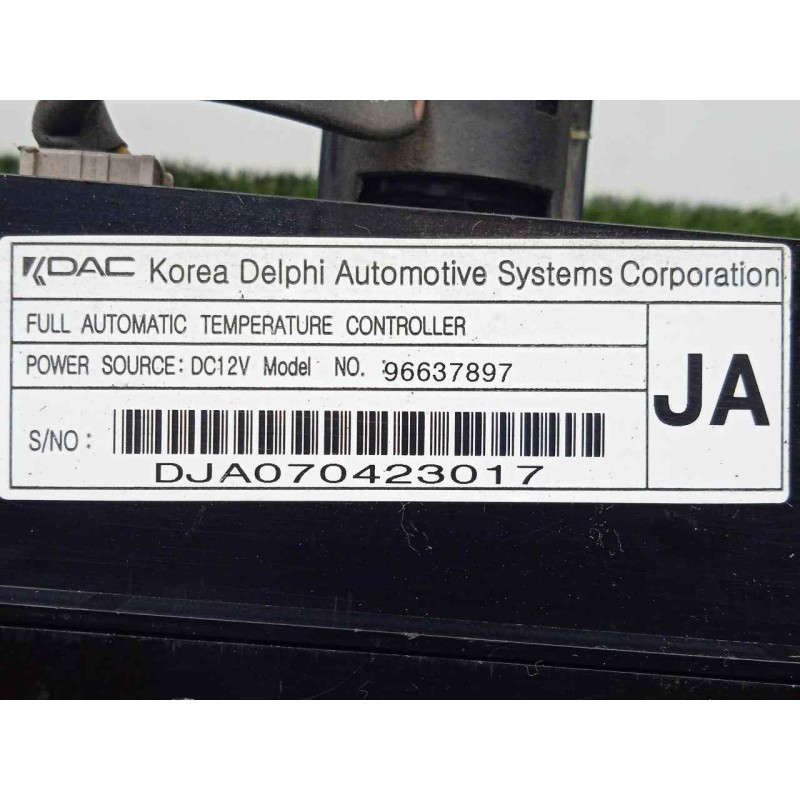 KDAC Korea Delphi Automotive Systems Corporation
FULL AUTOMATIC TEMPERATURE CONTROLLER
POWER SOURCE: DC12V Model NO. : 96637897
JA
S/NO :
DJA070423017